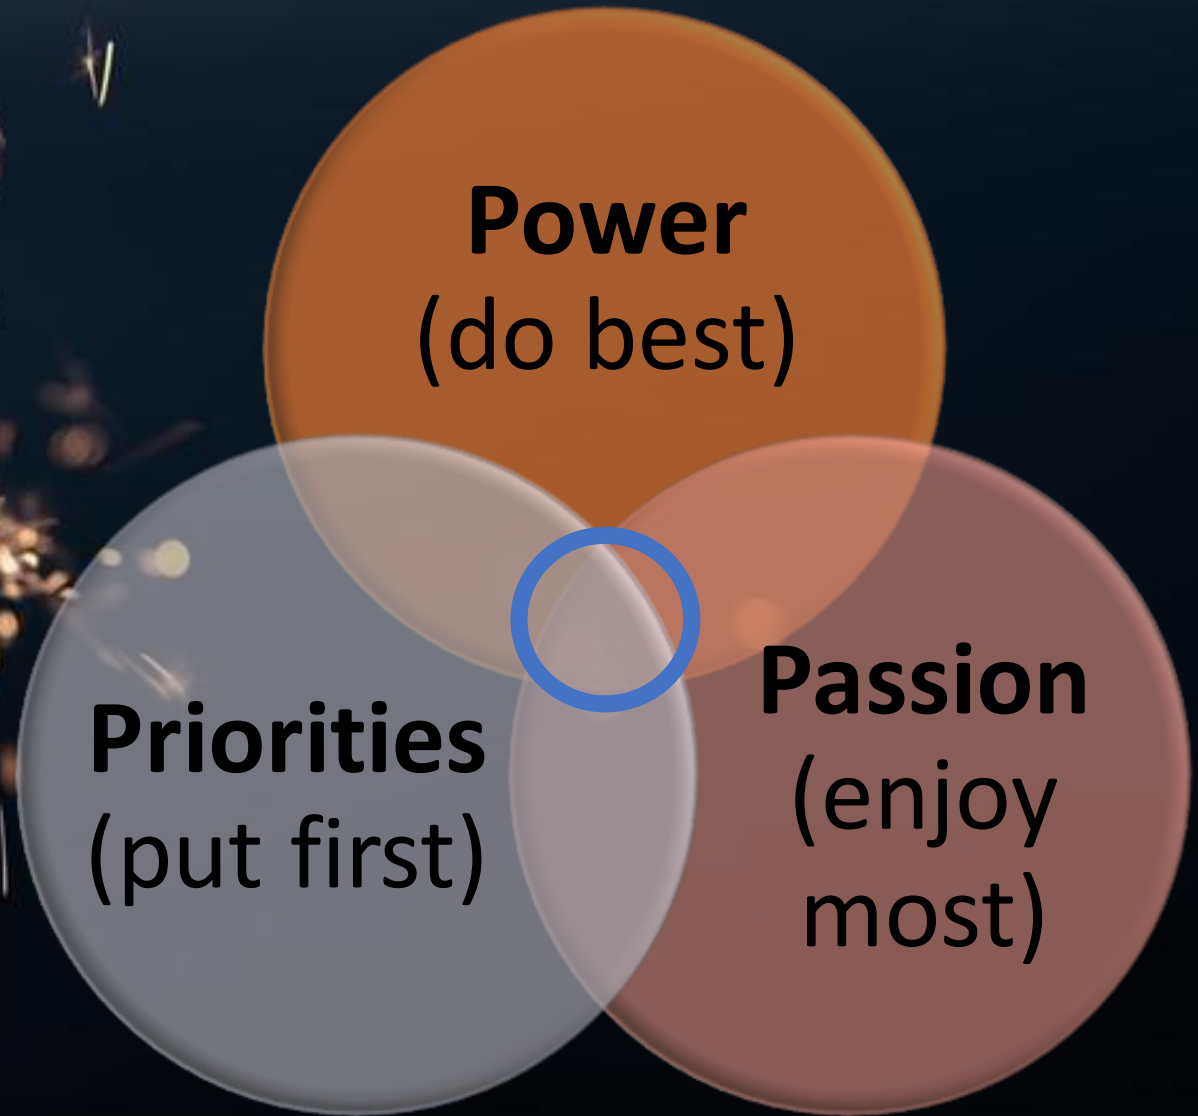 Power
(do best)
Priorities
(put first)
Passion
(enjoy
most)